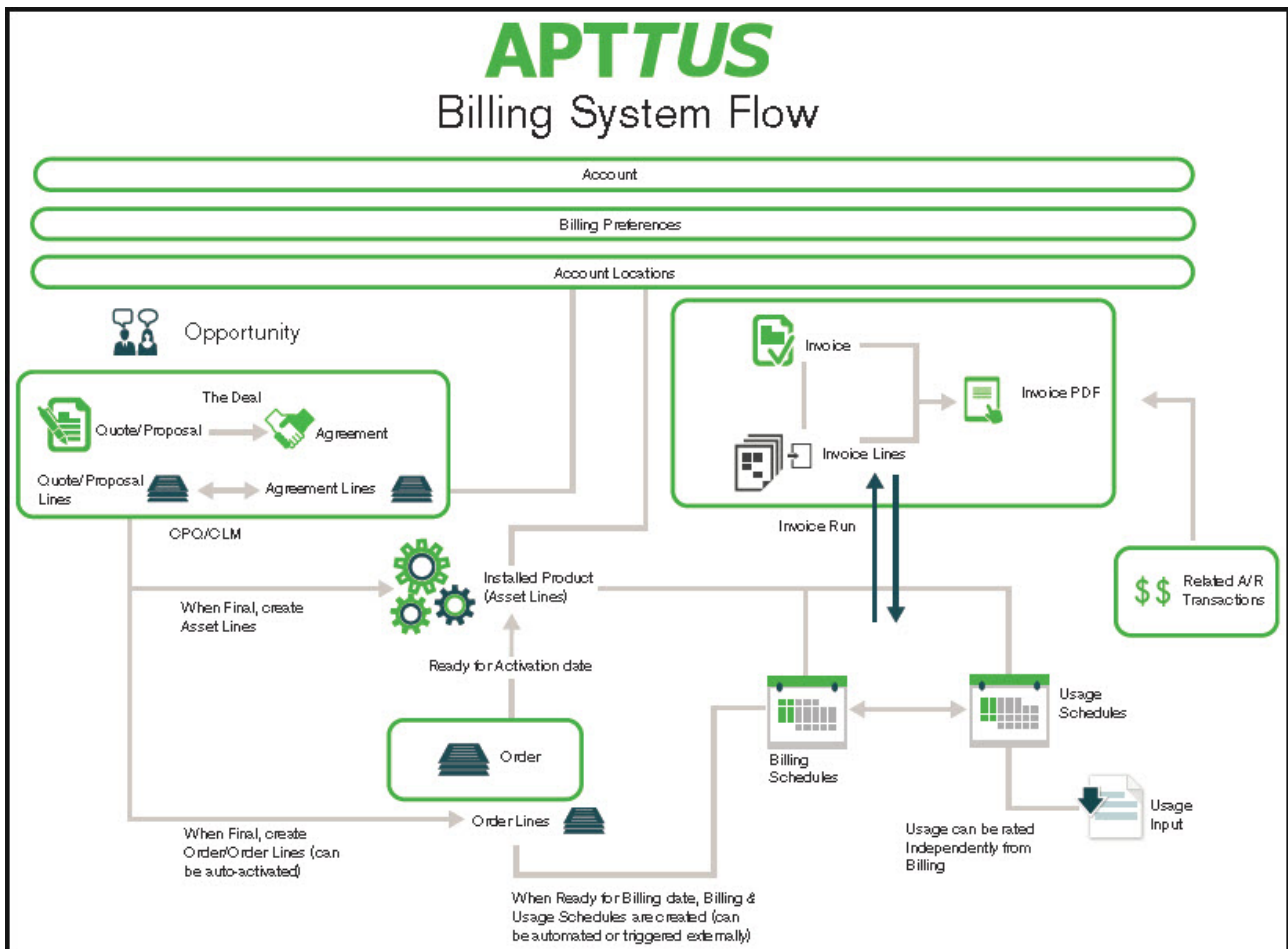 APTTUS
Billing System Flow
Account
Billing Preferences
Account Locations
Opportunity
The Deal
Quote/Proposal
Agreement
Quote/Proposal
Lines
Agreement Lines
CPQ/CLM
Invoice
Invoice PDF
Invoice Lines
Invoice Run
$$
Related A/R
Transactions
When Final, create
Asset Lines
Installed Product
(Asset Lines)
Ready for Activation date
Order
Order Lines
When Final, create
Order/Order Lines (can
be auto-activated)
Billing
Schedules
Usage
Schedules
Usage can be rated
Independently from
Billing
Usage
Input
When Ready for Billing date, Billing &
Usage Schedules are created (can
be automated or triggered externally)